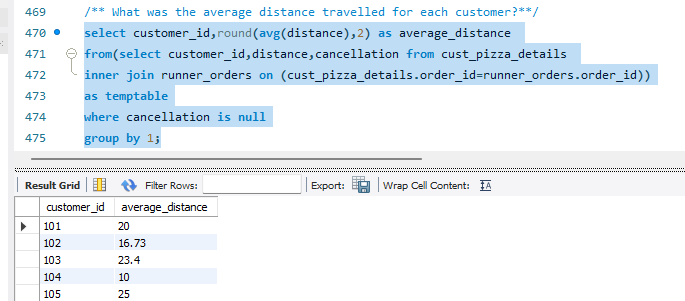 469 /** What was the average distance travelled for each customer?**/
470 select customer_id,round(avg(distance),2) as average_distance
471 from(select customer_id,distance,cancellation from cust_pizza_details
472 inner join runner_orders on (cust_pizza_details.order_id=runner_orders.order_id))
473 as temptable
474 where cancellation is null
475 group by 1;
Result Grid Filter Rows: Export: Wrap Cell Content: IA
customer_id average_distance
101 20
102 16.73
103 23.4
104 10
105 25